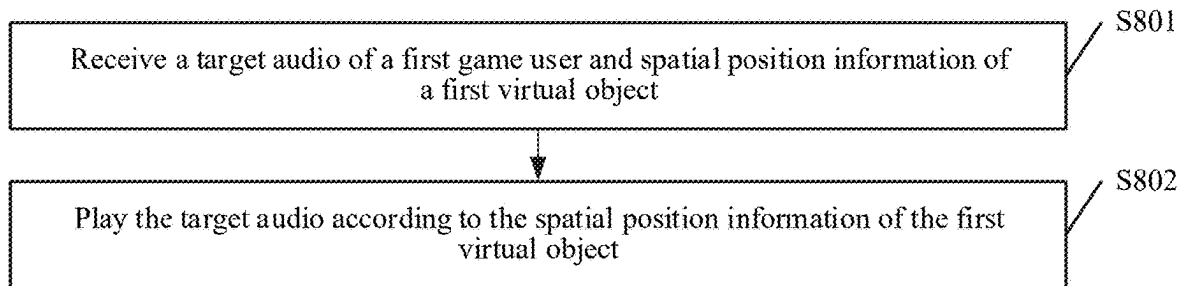 S801
Receive a target audio of a first game user and spatial position information of
a first virtual object
S802
Play the target audio according to the spatial position information of the first
virtual object